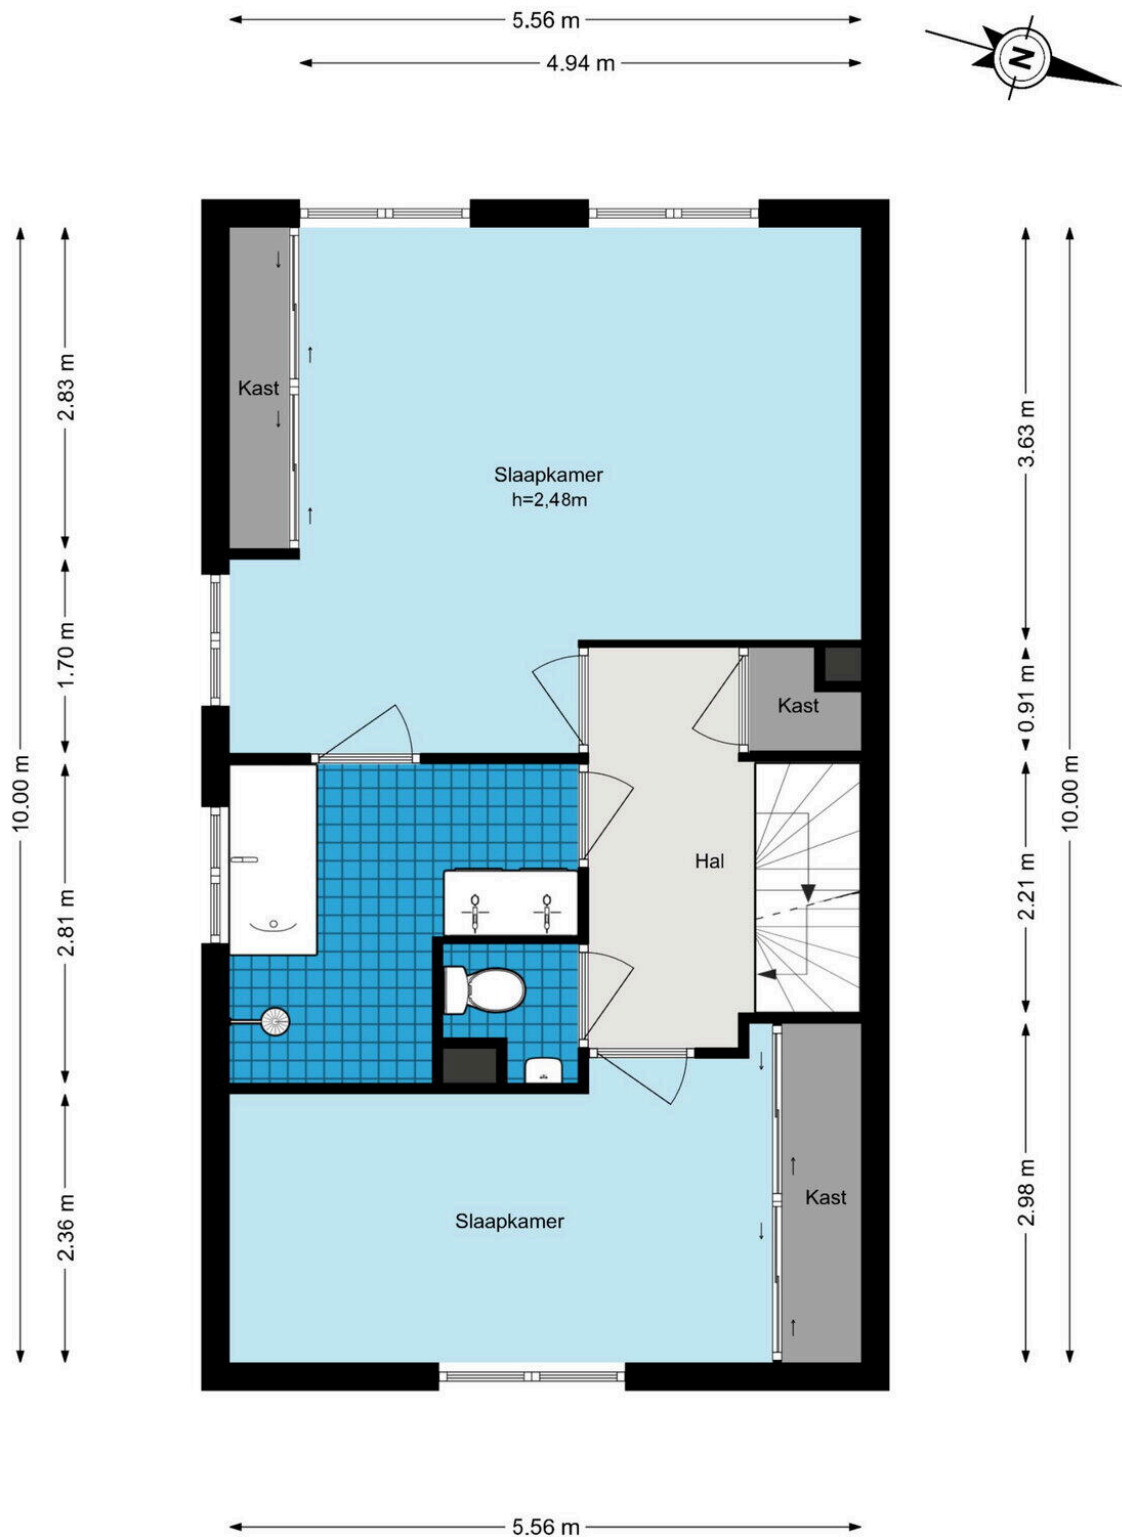 5.56 m
4.94 m
N
2.83 m
1.70 m
2.81 m
2.36 m
10.00 m
Kast
Slaapkamer
h=2,48m
Kast
Hal
Slaapkamer
Kast
3.63 m
0.91 m
2.21 m
2.98 m
10.00 m
5.56 m